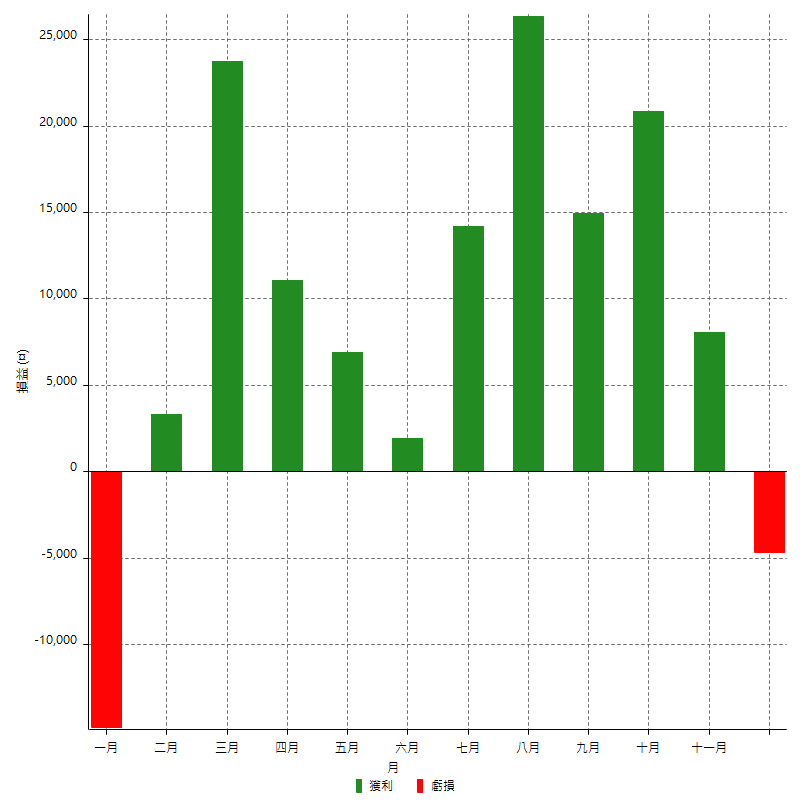 25,000
20,000
15,000
10,000
5,000
0
-5,000
-10,000
損益 (¤)
一月
二月
三月
四月
五月
六月
七月
八月
九月
十月
十一月
月
獲利
虧損